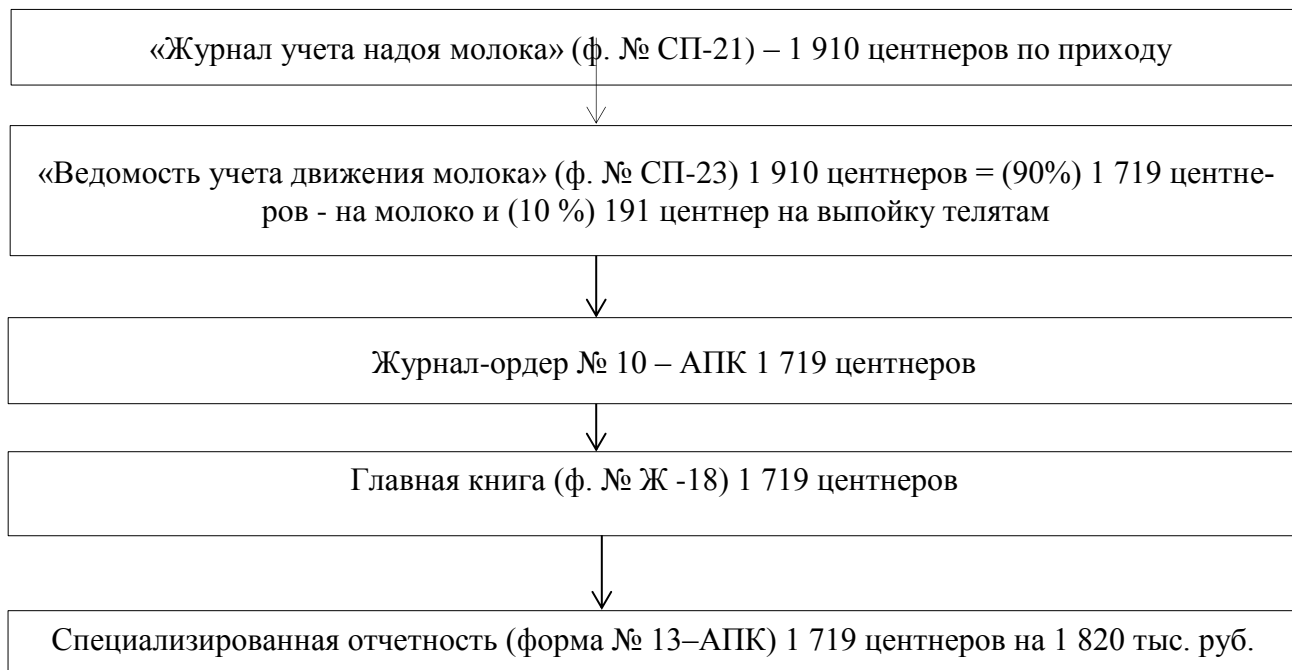 «Журнал учета надоя молока» (ф. № СП-21) – 1 910 центнеров по приходу
«Ведомость учета движения молока» (ф. № СП-23) 1 910 центнеров = (90%) 1 719 центне-
ров - на молоко и (10 %) 191 центнер на выпойку телятам
Журнал-ордер № 10 – АПК 1 719 центнеров
Главная книга (ф. № Ж -18) 1 719 центнеров
Специализированная отчетность (форма № 13–АПК) 1 719 центнеров на 1 820 тыс. руб.